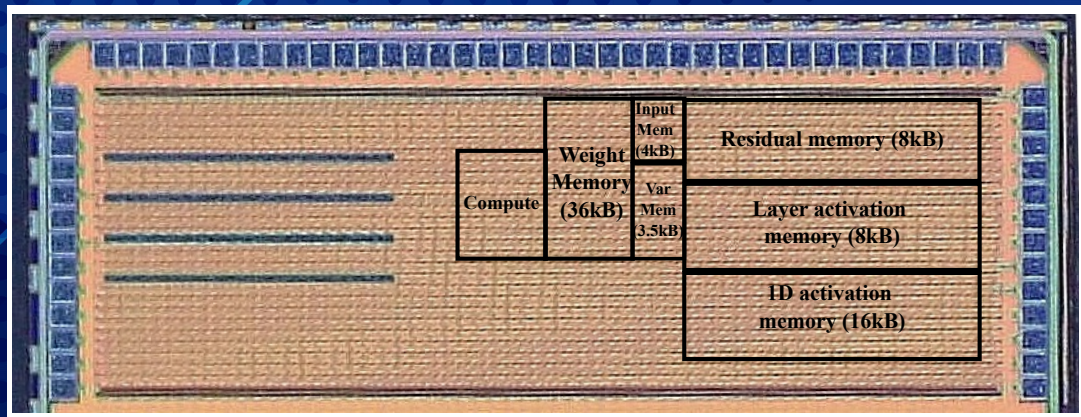 Compute
Weight
Memory
(36kB)
Input
Mem
(4kB)
Var
Mem
(3.5kB)
Residual memory (8kB)
Layer activation
memory (8kB)
1D activation
memory (16kB)